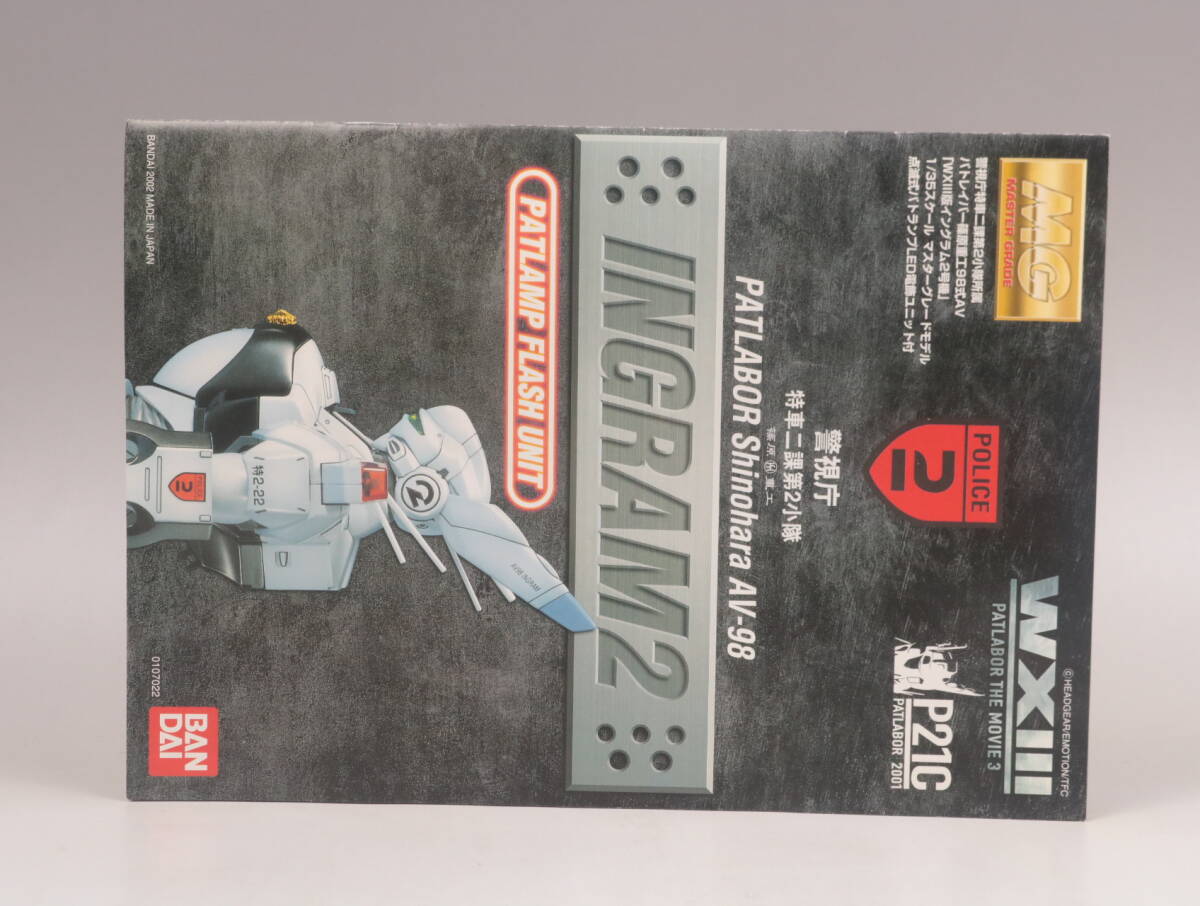 MG
MASTER GRADE
警視庁特車二課第2小隊所属
パトレイバー篠原重工98式AV
「WXIII版イングラム2号機」
1/35スケール マスターグレードモデル
点滅式パトランプLED電飾ユニット付
POLICE
2
©HEADGEAR/EMOTION/TFC
WXIII
PATLABOR THE MOVIE 3
P21C
PATLABOR 2001
警視庁
特車二課第2小隊
篠原重工
PATLABOR Shinohara AV-98
INGRAM2
PATLAMP FLASH UNIT
特2-22
POLICE
2
2
AV98 INGRAM
BANDAI 2002 MADE IN JAPAN
0107022
BAN
DAI